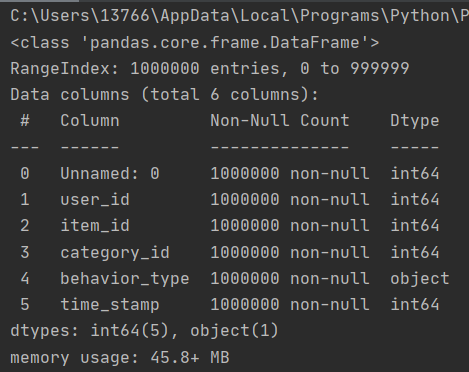 C:\Users\13766\AppData\Local\Programs\Python\P
<class 'pandas.core.frame.DataFrame'>
RangeIndex: 1000000 entries, 0 to 999999
Data columns (total 6 columns):
 #   Column         Non-Null Count    Dtype
---  ------         --------------    -----
 0   Unnamed: 0     1000000 non-null  int64
 1   user_id        1000000 non-null  int64
 2   item_id        1000000 non-null  int64
 3   category_id    1000000 non-null  int64
 4   behavior_type  1000000 non-null  object
 5   time_stamp     1000000 non-null  int64
dtypes: int64(5), object(1)
memory usage: 45.8+ MB